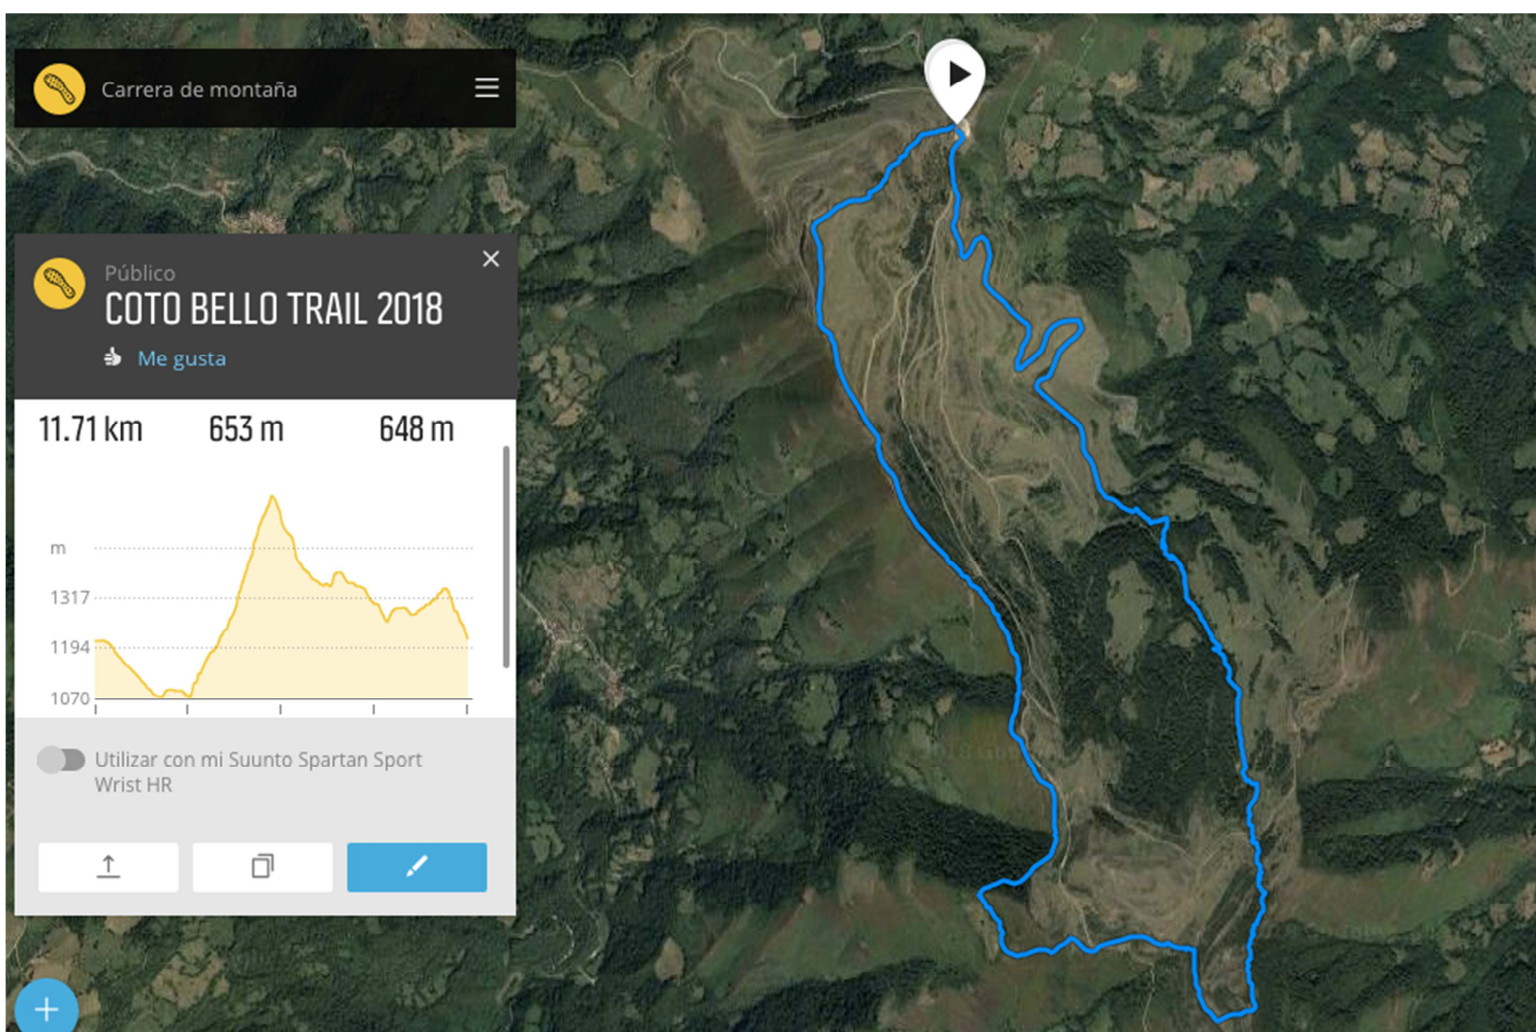 Carrera de montaña
Público
COTO BELLO TRAIL 2018
Me gusta
11.71 km 653 m 648 m
m
1317
1194
1070
Utilizar con mi Suunto Spartan Sport
Wrist HR